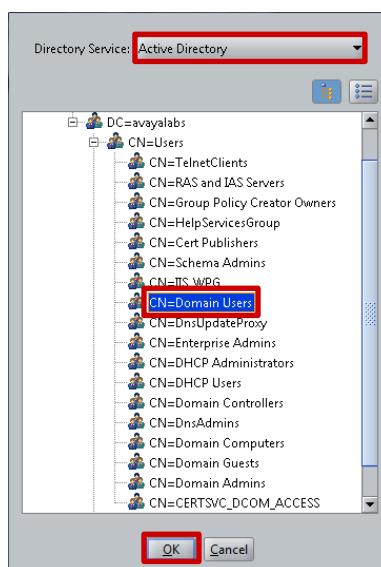 Directory Service: Active Directory
DC=avayalabs
CN=Users
CN=TelnetClients
CN=RAS and IAS Servers
CN=Group Policy Creator Owners
CN=HelpServicesGroup
CN=Cert Publishers
CN=Schema Admins
CN=IIS_WPG
CN=Domain Users
CN=DnsUpdateProxy
CN=Enterprise Admins
CN=DHCP Administrators
CN=DHCP Users
CN=Domain Controllers
CN=DnsAdmins
CN=Domain Computers
CN=Domain Guests
CN=Domain Admins
CN=CERTSVC_DCOM_ACCESS
OK Cancel